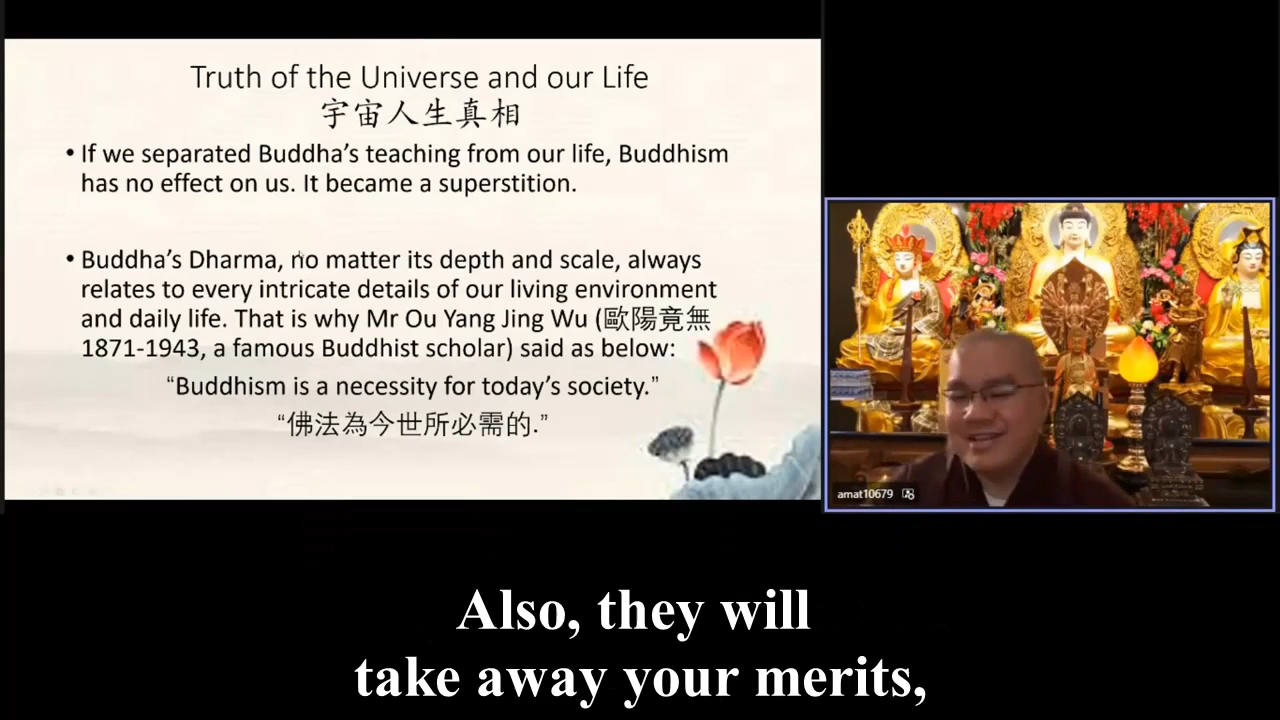 Truth of the Universe and our Life
宇宙人生真相
• If we separated Buddha's teaching from our life, Buddhism
has no effect on us. It became a superstition.
• Buddha's Dharma, no matter its depth and scale, always
relates to every intricate details of our living environment
and daily life. That is why Mr Ou Yang Jing Wu (歐陽竟無
1871-1943, a famous Buddhist scholar) said as below:
“Buddhism is a necessity for today's society.”
“佛法為今世所必需的.”
amat10679
Also, they will
take away your merits,